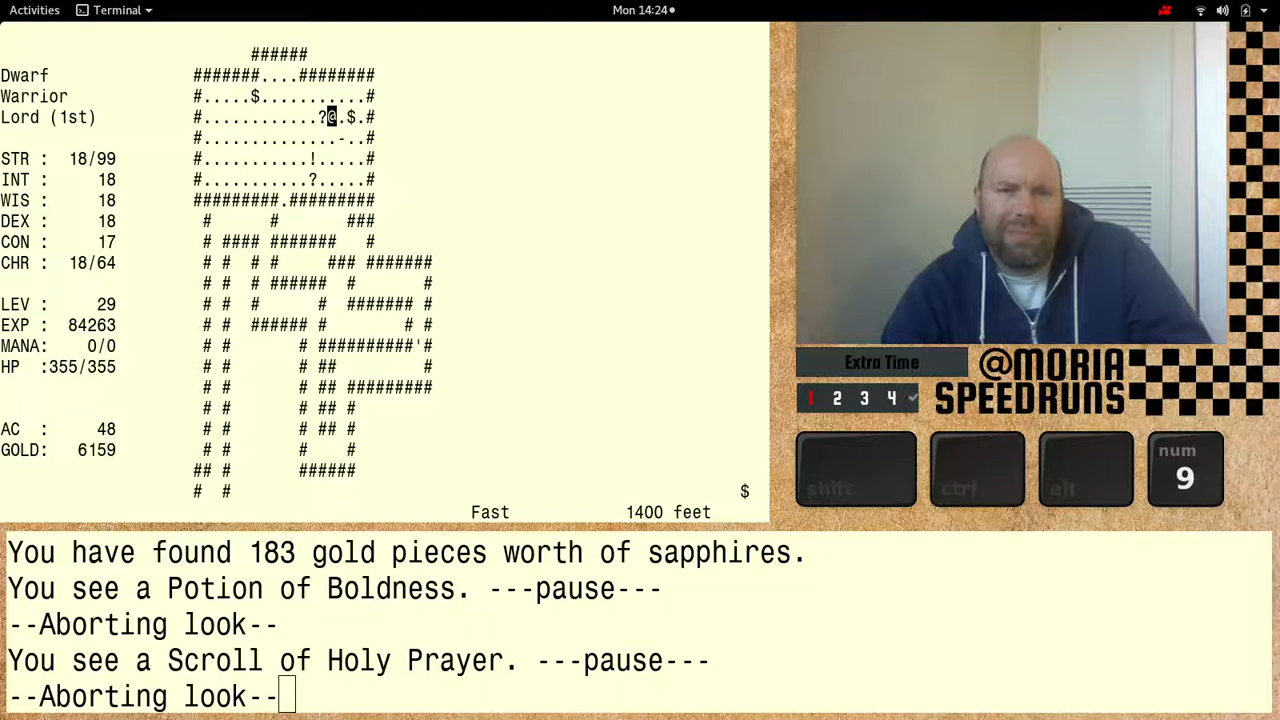 Activities Terminal Mon 14:24
######
Dwarf #######....########
Warrior #.....$...........#
Lord (1st) #............?@.$.#
#..............-..#
STR : 18/99 #...........!.....#
INT : 18 #...........?.....#
WIS : 18 #########.#########
DEX : 18 # # ###
CON : 17 # #### ####### #
CHR : 18/64 # # # # ### #######
# # # ###### # #
LEV : 29 # # # # ####### #
EXP : 84263 # # ###### # # #
MANA: 0/0 # # # ##########'#
HP :355/355 # # # ## #
# # # ## #########
# # # ## #
AC : 48 # # # ## #
GOLD: 6159 # # # #
## # ######
# # $
Fast 1400 feet
You have found 183 gold pieces worth of sapphires.
You see a Potion of Boldness. ---pause---
--Aborting look--
You see a Scroll of Holy Prayer. ---pause---
--Aborting look--
Extra Time
1 2 3 4 ✓
@MORIA
SPEEDRUNS
shift ctrl alt num
9